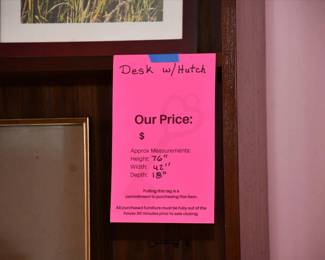 Desk w/Hutch
Our Price:
$
Approx Measurements:
Height: 76"
Width: 42"
Depth: 18"
Pulling this tag is a
commitment to purchasing this item.
All purchased furniture must be fully out of the
house 30 minutes prior to sale closing.